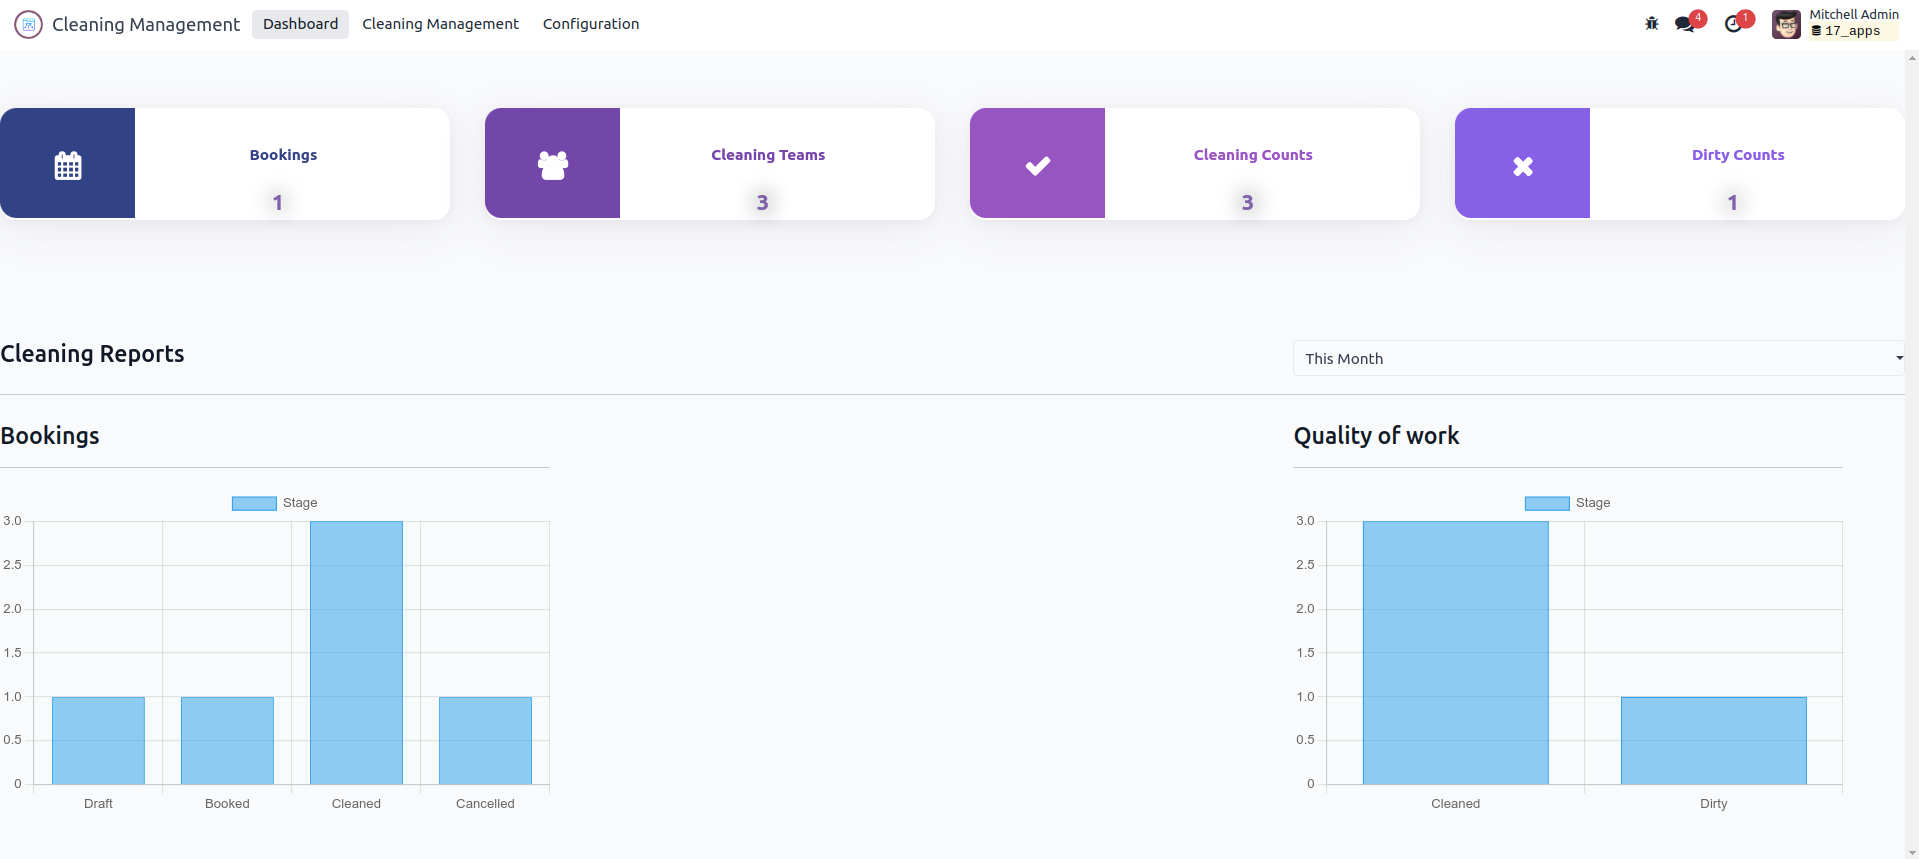 Cleaning Management Dashboard Cleaning Management Configuration 4 1 Mitchell Admin
17_apps
Bookings
1
Cleaning Teams
3
Cleaning Counts
3
Dirty Counts
1
Cleaning Reports
This Month
Bookings
Stage
3.0
2.5
2.0
1.5
1.0
0.5
0
Draft Booked Cleaned Cancelled
Quality of work
Stage
3.0
2.5
2.0
1.5
1.0
0.5
0
Cleaned Dirty